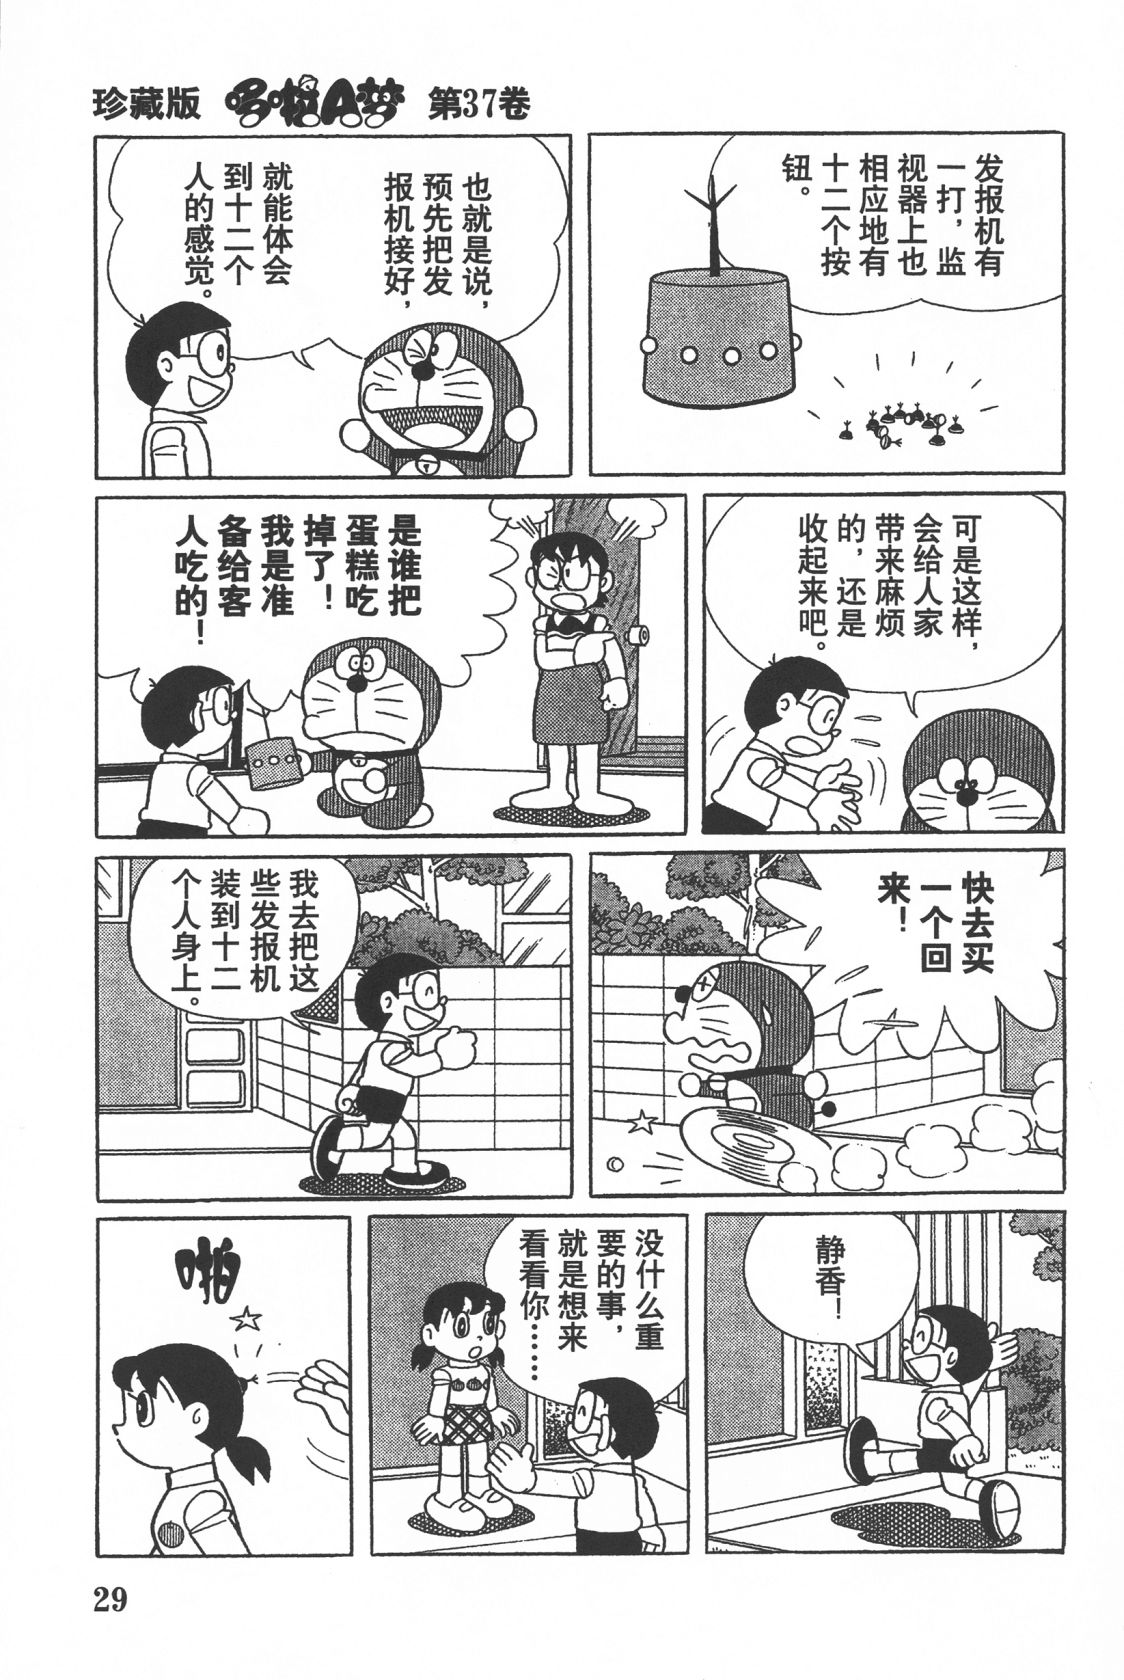 珍藏版 哆啦A梦 第37卷
发报机有
一打，监
视器上也
相应地有
十二个按
钮。
也就是说，
预先把发
报机接好，
就能体会
到十二个
人的感觉。
可是这样，
会给人家
带来麻烦
的，还是
收起来吧。
是谁把
蛋糕吃
掉了！
我是准
备给客
人吃的！
快去买
一个回
来！
我去把这
些发报机
装到十二
个人身上。
静
香！
没什么重
要的事，
就是想来
看看你……
啪
29